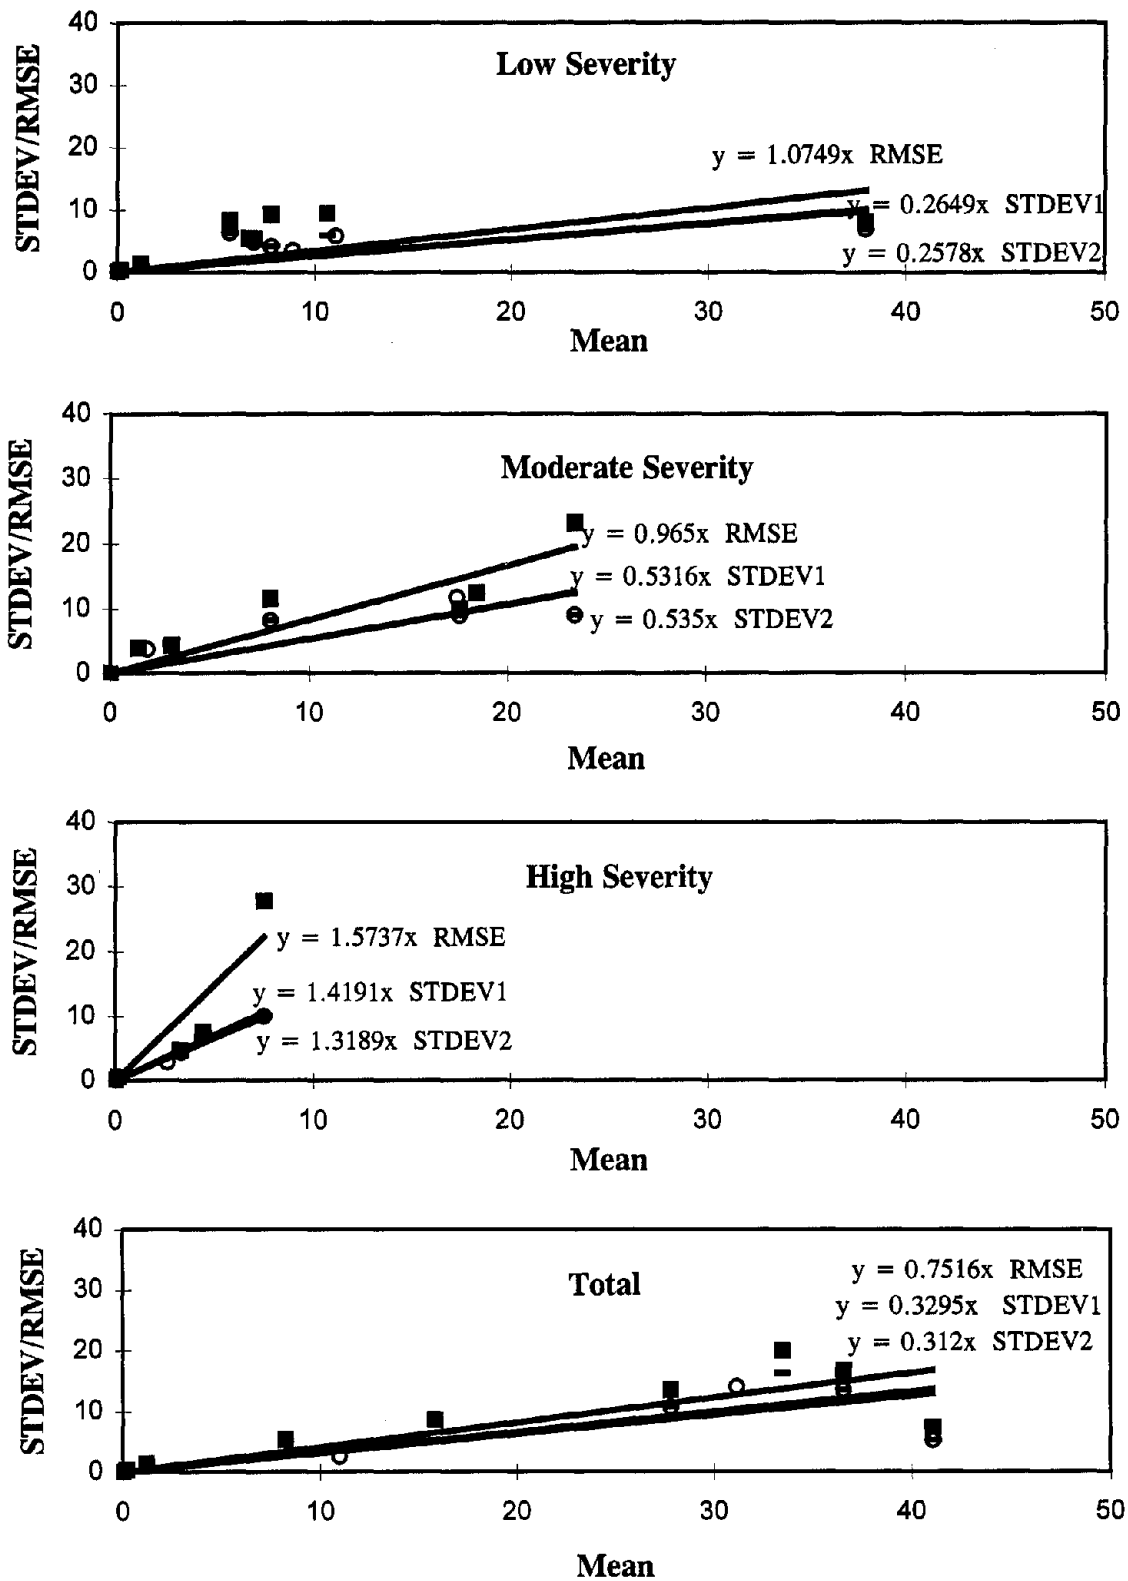 40
Low Severity
30
STDEV/RMSE
20
y = 1.0749x RMSE
10
y = 0.2649x STDEV1
y = 0.2578x STDEV2
0
0 10 20 30 40 50
Mean
40
Moderate Severity
30
STDEV/RMSE
y = 0.965x RMSE
20
y = 0.5316x STDEV1
10
y = 0.535x STDEV2
0
0 10 20 30 40 50
Mean
40
High Severity
30
STDEV/RMSE
y = 1.5737x RMSE
20
y = 1.4191x STDEV1
10
y = 1.3189x STDEV2
0
0 10 20 30 40 50
Mean
40
y = 0.7516x RMSE
Total
30
STDEV/RMSE
y = 0.3295x STDEV1
y = 0.312x STDEV2
20
10
0
0 10 20 30 40 50
Mean